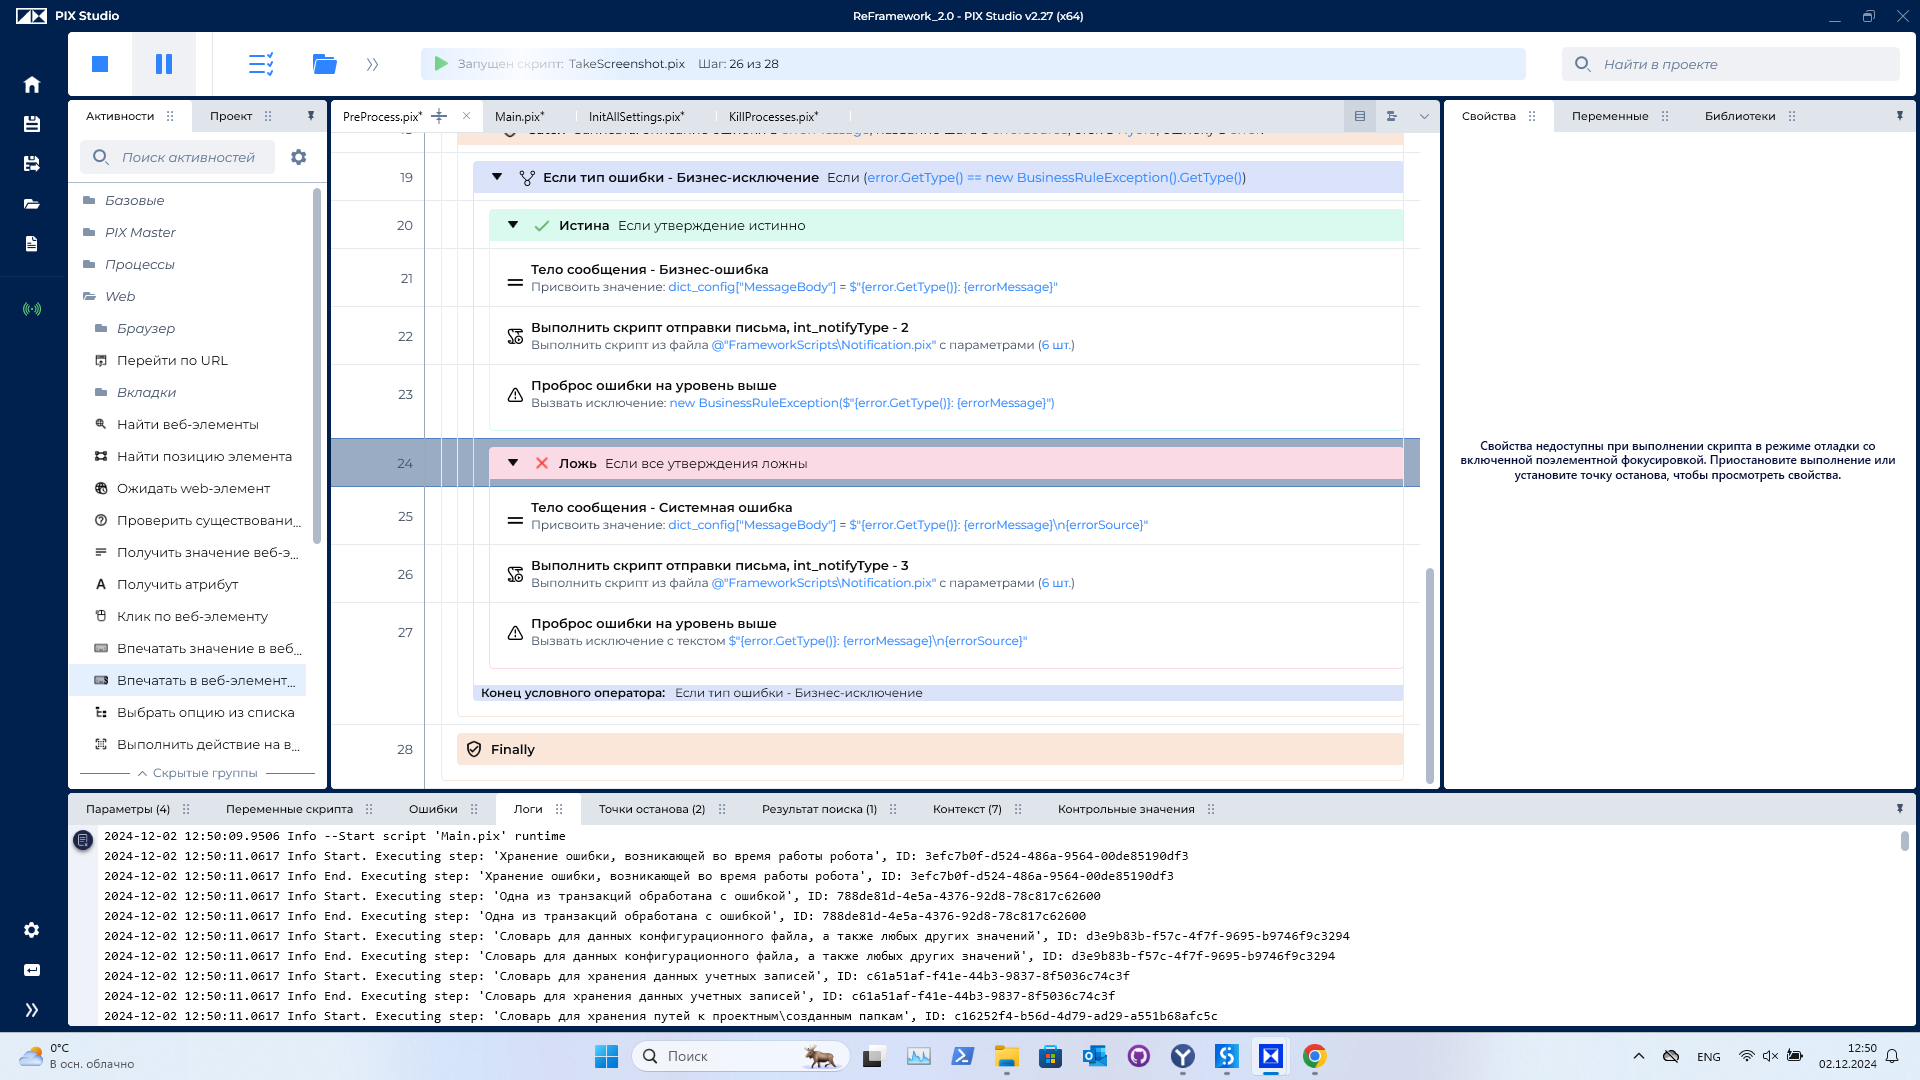 PIX Studio
ReFramework_2.0 - PIX Studio v2.27 (x64)
Запущен скрипт: TakeScreenshot.pix Шаг: 26 из 28
Найти в проекте
Активности
Проект
Поиск активностей
Базовые
PIX Master
Процессы
Web
Браузер
Перейти по URL
Вкладки
Найти веб-элементы
Найти позицию элемента
Ожидать web-элемент
Проверить существовани...
Получить значение веб-э...
Получить атрибут
Клик по веб-элементу
Впечатать значение в веб...
Впечатать в веб-элемент...
Выбрать опцию из списка
Выполнить действие на в...
Скрытые группы
PreProcess.pix*
Main.pix*
InitAllSettings.pix*
KillProcesses.pix*
19 Если тип ошибки - Бизнес-исключение Если (error.GetType() == new BusinessRuleException().GetType())
20 Истина Если утверждение истинно
21 Тело сообщения - Бизнес-ошибка
Присвоить значение: dict_config["MessageBody"] = $"{error.GetType()}: {errorMessage}"
22 Выполнить скрипт отправки письма, int_notifyType - 2
Выполнить скрипт из файла @"FrameworkScripts\Notification.pix" с параметрами (6 шт.)
23 Проброс ошибки на уровень выше
Вызвать исключение: new BusinessRuleException($"{error.GetType()}: {errorMessage}")
24 Ложь Если все утверждения ложны
25 Тело сообщения - Системная ошибка
Присвоить значение: dict_config["MessageBody"] = $"{error.GetType()}: {errorMessage}\n{errorSource}"
26 Выполнить скрипт отправки письма, int_notifyType - 3
Выполнить скрипт из файла @"FrameworkScripts\Notification.pix" с параметрами (6 шт.)
27 Проброс ошибки на уровень выше
Вызвать исключение с текстом $"{error.GetType()}: {errorMessage}\n{errorSource}"
Конец условного оператора: Если тип ошибки - Бизнес-исключение
28 Finally
Свойства
Переменные
Библиотеки
Свойства недоступны при выполнении скрипта в режиме отладки со
включенной поэлементной фокусировкой. Приостановите выполнение или
установите точку останова, чтобы просмотреть свойства.
Параметры (4)
Переменные скрипта
Ошибки
Логи
Точки останова (2)
Результат поиска (1)
Контекст (7)
Контрольные значения
2024-12-02 12:50:09.9506 Info --Start script 'Main.pix' runtime
2024-12-02 12:50:11.0617 Info Start. Executing step: 'Хранение ошибки, возникающей во время работы робота', ID: 3efc7b0f-d524-486a-9564-00de85190df3
2024-12-02 12:50:11.0617 Info End. Executing step: 'Хранение ошибки, возникающей во время работы робота', ID: 3efc7b0f-d524-486a-9564-00de85190df3
2024-12-02 12:50:11.0617 Info Start. Executing step: 'Одна из транзакций обработана с ошибкой', ID: 788de81d-4e5a-4376-92d8-78c817c62600
2024-12-02 12:50:11.0617 Info End. Executing step: 'Одна из транзакций обработана с ошибкой', ID: 788de81d-4e5a-4376-92d8-78c817c62600
2024-12-02 12:50:11.0617 Info Start. Executing step: 'Словарь для данных конфигурационного файла, а также любых других значений', ID: d3e9b83b-f57c-4f7f-9695-b9746f9c3294
2024-12-02 12:50:11.0617 Info End. Executing step: 'Словарь для данных конфигурационного файла, а также любых других значений', ID: d3e9b83b-f57c-4f7f-9695-b9746f9c3294
2024-12-02 12:50:11.0617 Info Start. Executing step: 'Словарь для хранения данных учетных записей', ID: c61a51af-f41e-44b3-9837-8f5036c74c3f
2024-12-02 12:50:11.0617 Info End. Executing step: 'Словарь для хранения данных учетных записей', ID: c61a51af-f41e-44b3-9837-8f5036c74c3f
2024-12-02 12:50:11.0617 Info Start. Executing step: 'Словарь для хранения путей к проектным\созданным папкам', ID: c16252f4-b56d-4d79-ad29-a551b68afc5c
0°C
В осн. облачно
Поиск
ENG
12:50
02.12.2024